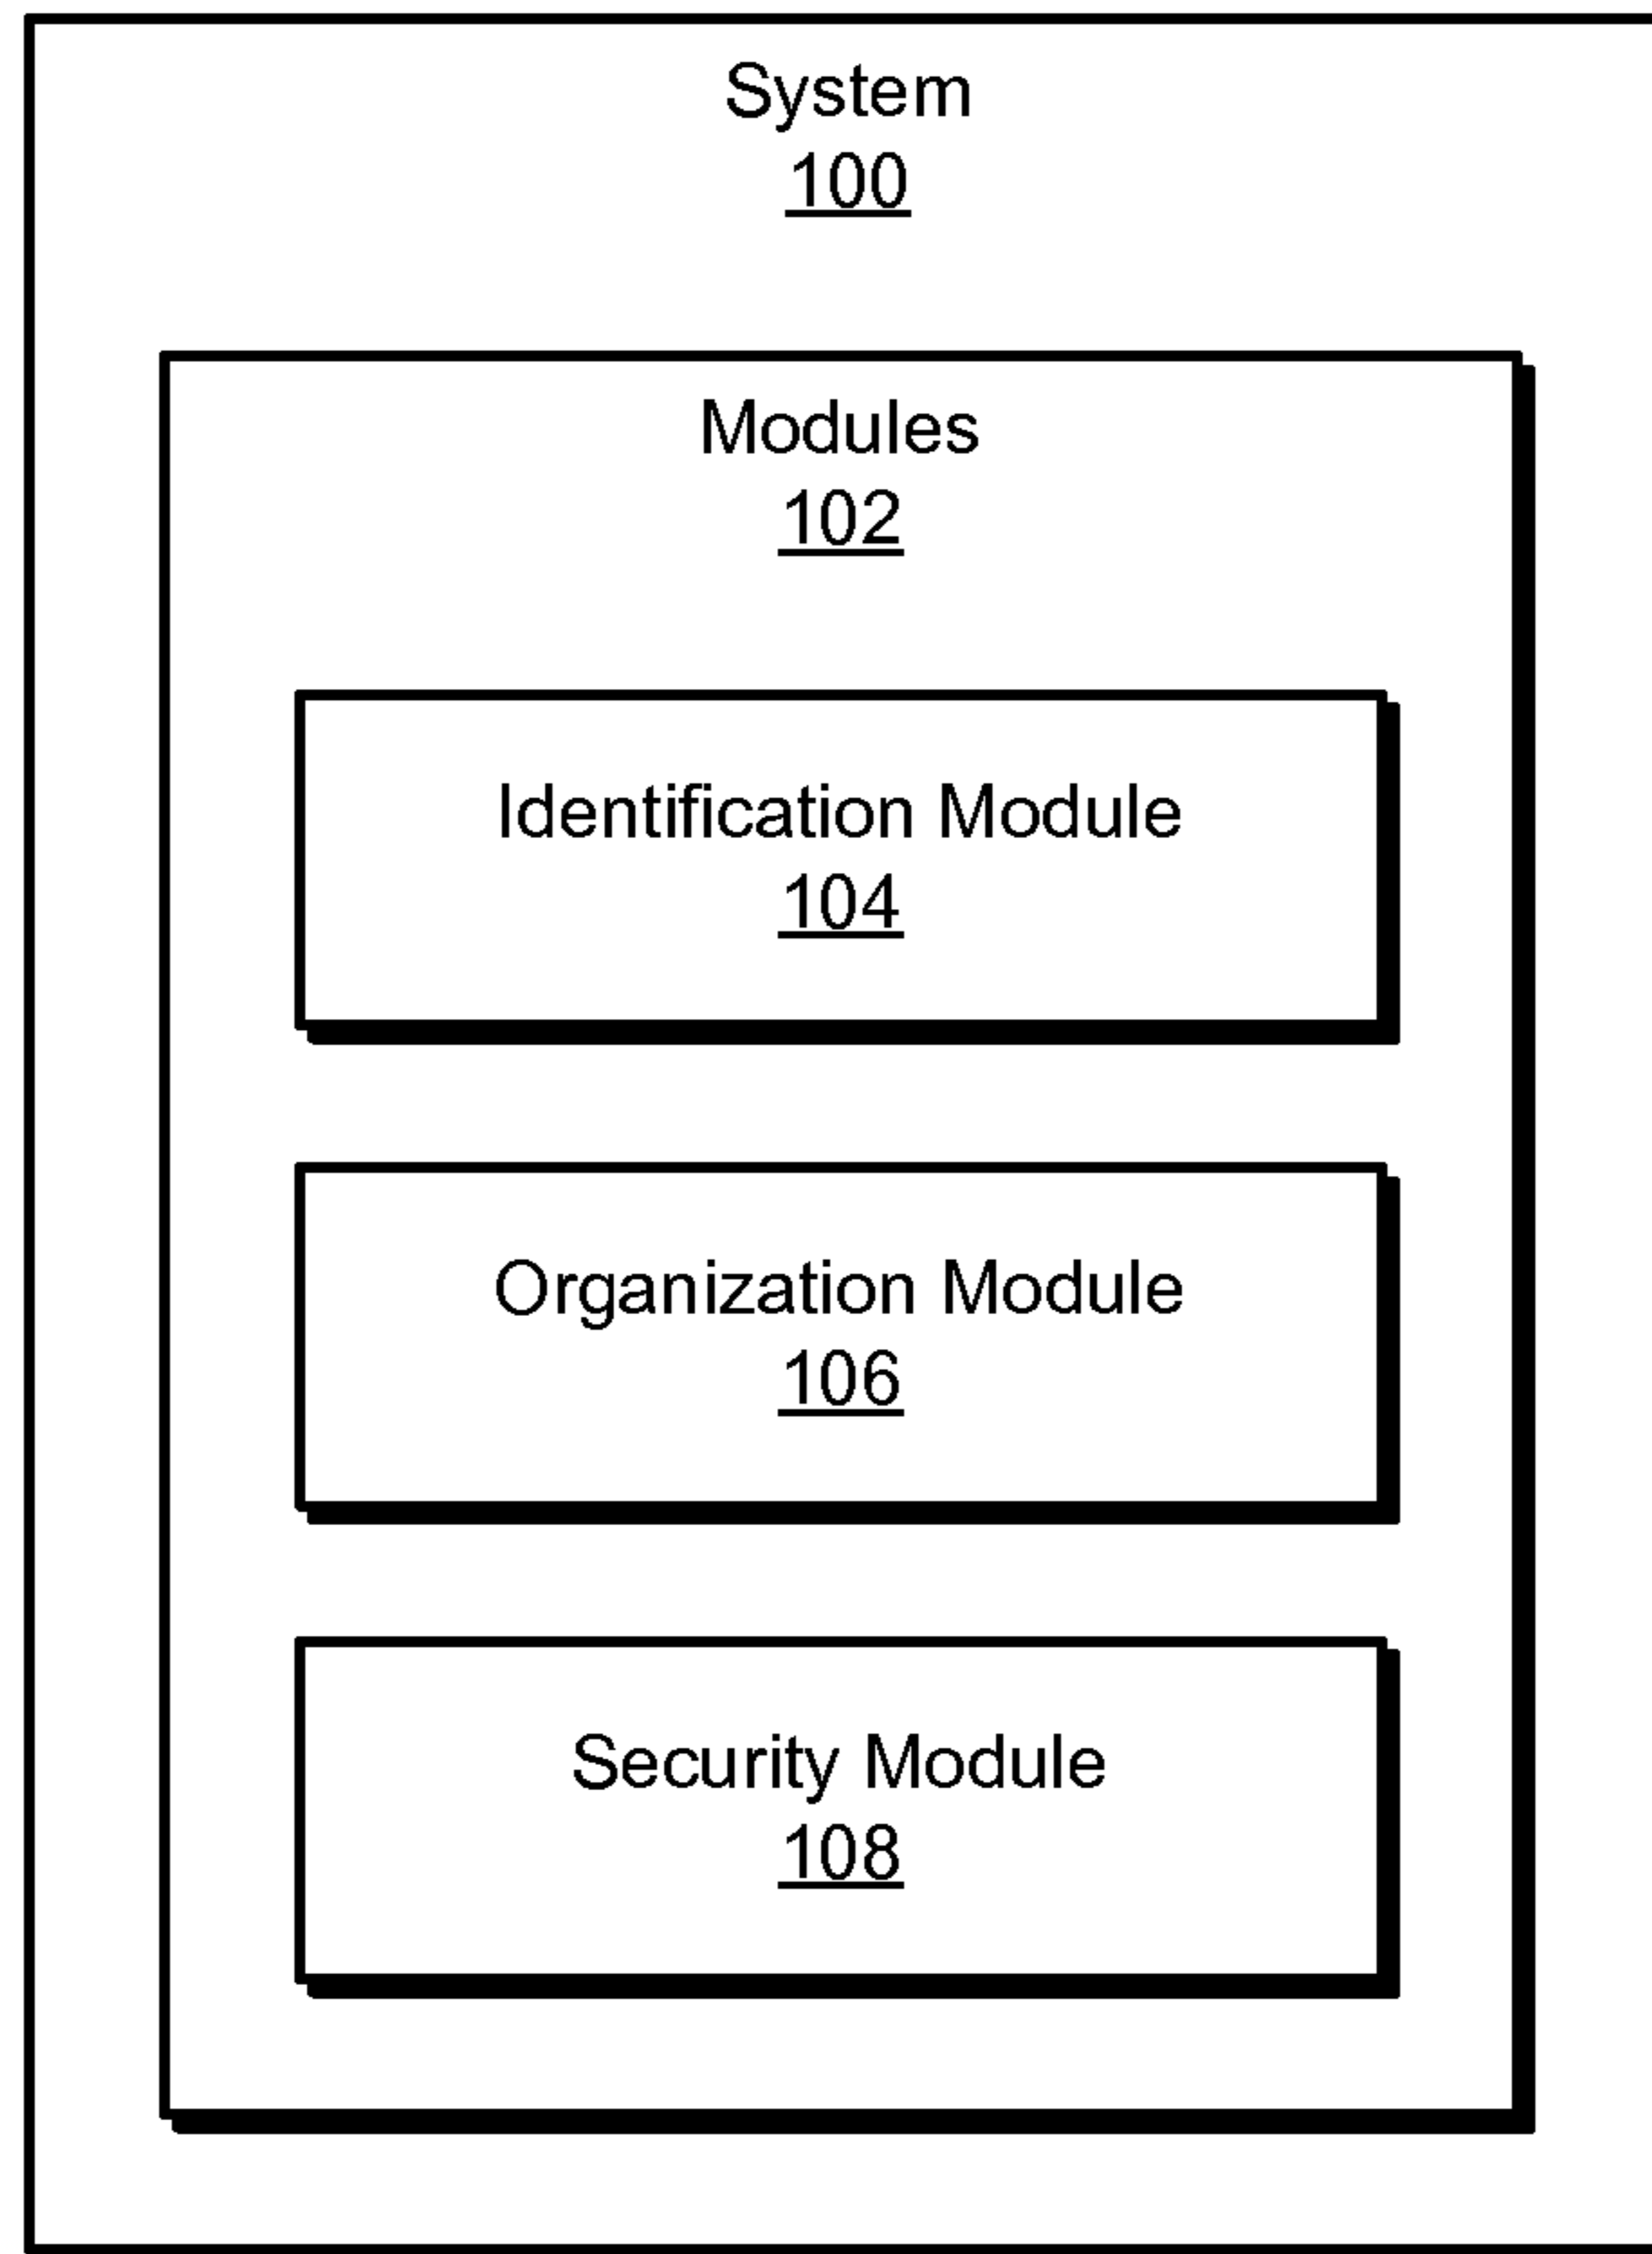 System
100
Modules
102
Identification Module
104
Organization Module
106
Security Module
108